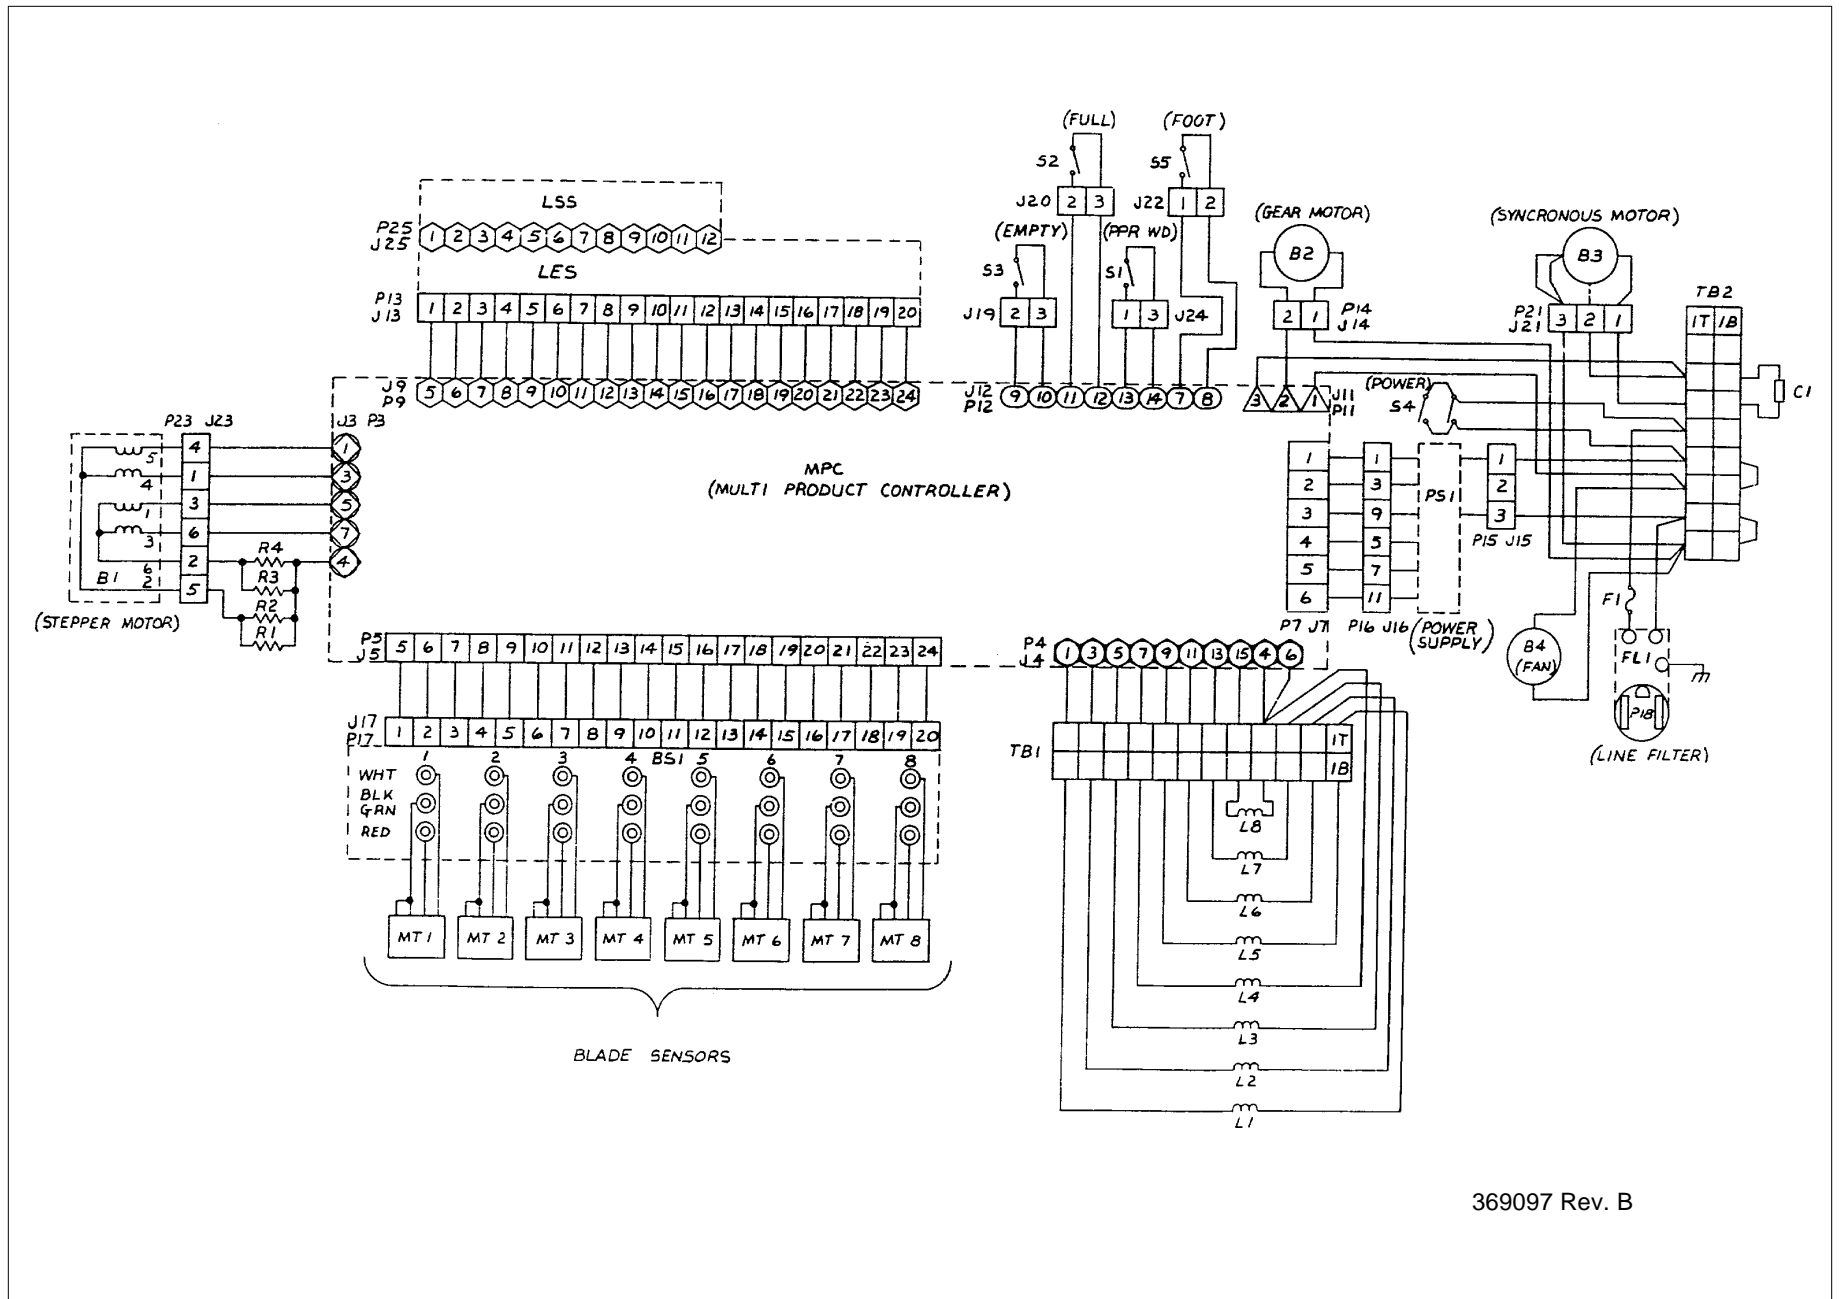 (FULL) (FOOT)
S2 S5
LSS
J20 2 3 J22 1 2
(GEAR MOTOR) (SYNCRONOUS MOTOR)
P25
J25
1 2 3 4 5 6 7 8 9 10 11 12
(EMPTY) (PPR WD)
B2 B3
LES
S3 S1
TB2
P13
J13
1 2 3 4 5 6 7 8 9 10 11 12 13 14 15 16 17 18 19 20
J19 2 3 1 3 J24
2 1 P14
J14
P21
J21
3 2 1
1T 1B
J9
P9
5 6 7 8 9 10 11 12 13 14 15 16 17 18 19 20 21 22 23 24
J12
P12
9 10 11 12 13 14 7 8
3 2 1 J11
P11
(POWER)
S4
C1
P23 J23 J3 P3
4 1 3 6 2 5
1 3 5 7 4
5
4
1
3
6
2
B1
(STEPPER MOTOR)
R4
R3
R2
R1
MPC
(MULTI PRODUCT CONTROLLER)
1 1 1
2 3 2
3 9 3
4 5
5 7
6 11
PS1
P15 J15
P7 J7 P16 J16 (POWER
SUPPLY)
F1
B4
(FAN)
FL1
P18
(LINE FILTER)
P5
J5
5 6 7 8 9 10 11 12 13 14 15 16 17 18 19 20 21 22 23 24
P4
J4
1 3 5 7 9 11 13 15 4 6
J17
P17
1 2 3 4 5 6 7 8 9 10 11 12 13 14 15 16 17 18 19 20
TB1
1T
1B
1 2 3 4 BS1 5 6 7 8
WHT
BLK
GRN
RED
L8
L7
L6
L5
L4
L3
L2
L1
MT 1 MT 2 MT 3 MT 4 MT 5 MT 6 MT 7 MT 8
BLADE SENSORS
369097 Rev. B